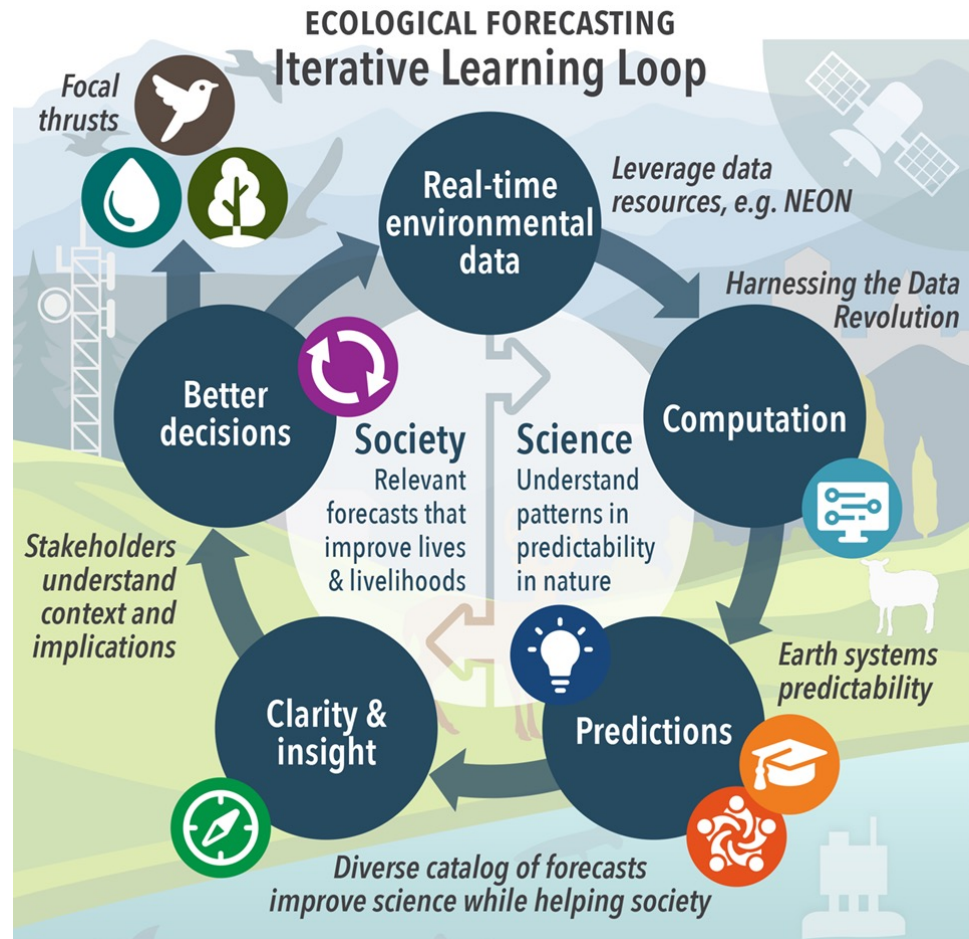 ECOLOGICAL FORECASTING
Iterative Learning Loop
Focal
thrusts
Real-time
environmental
data
Leverage data
resources, e.g. NEON
Harnessing the Data
Revolution
Better
decisions
Computation
Society
Relevant
forecasts that
improve lives
& livelihoods
Science
Understand
patterns in
predictability
in nature
Stakeholders
understand
context and
implications
Earth systems
predictability
Clarity &
insight
Predictions
Diverse catalog of forecasts
improve science while helping society